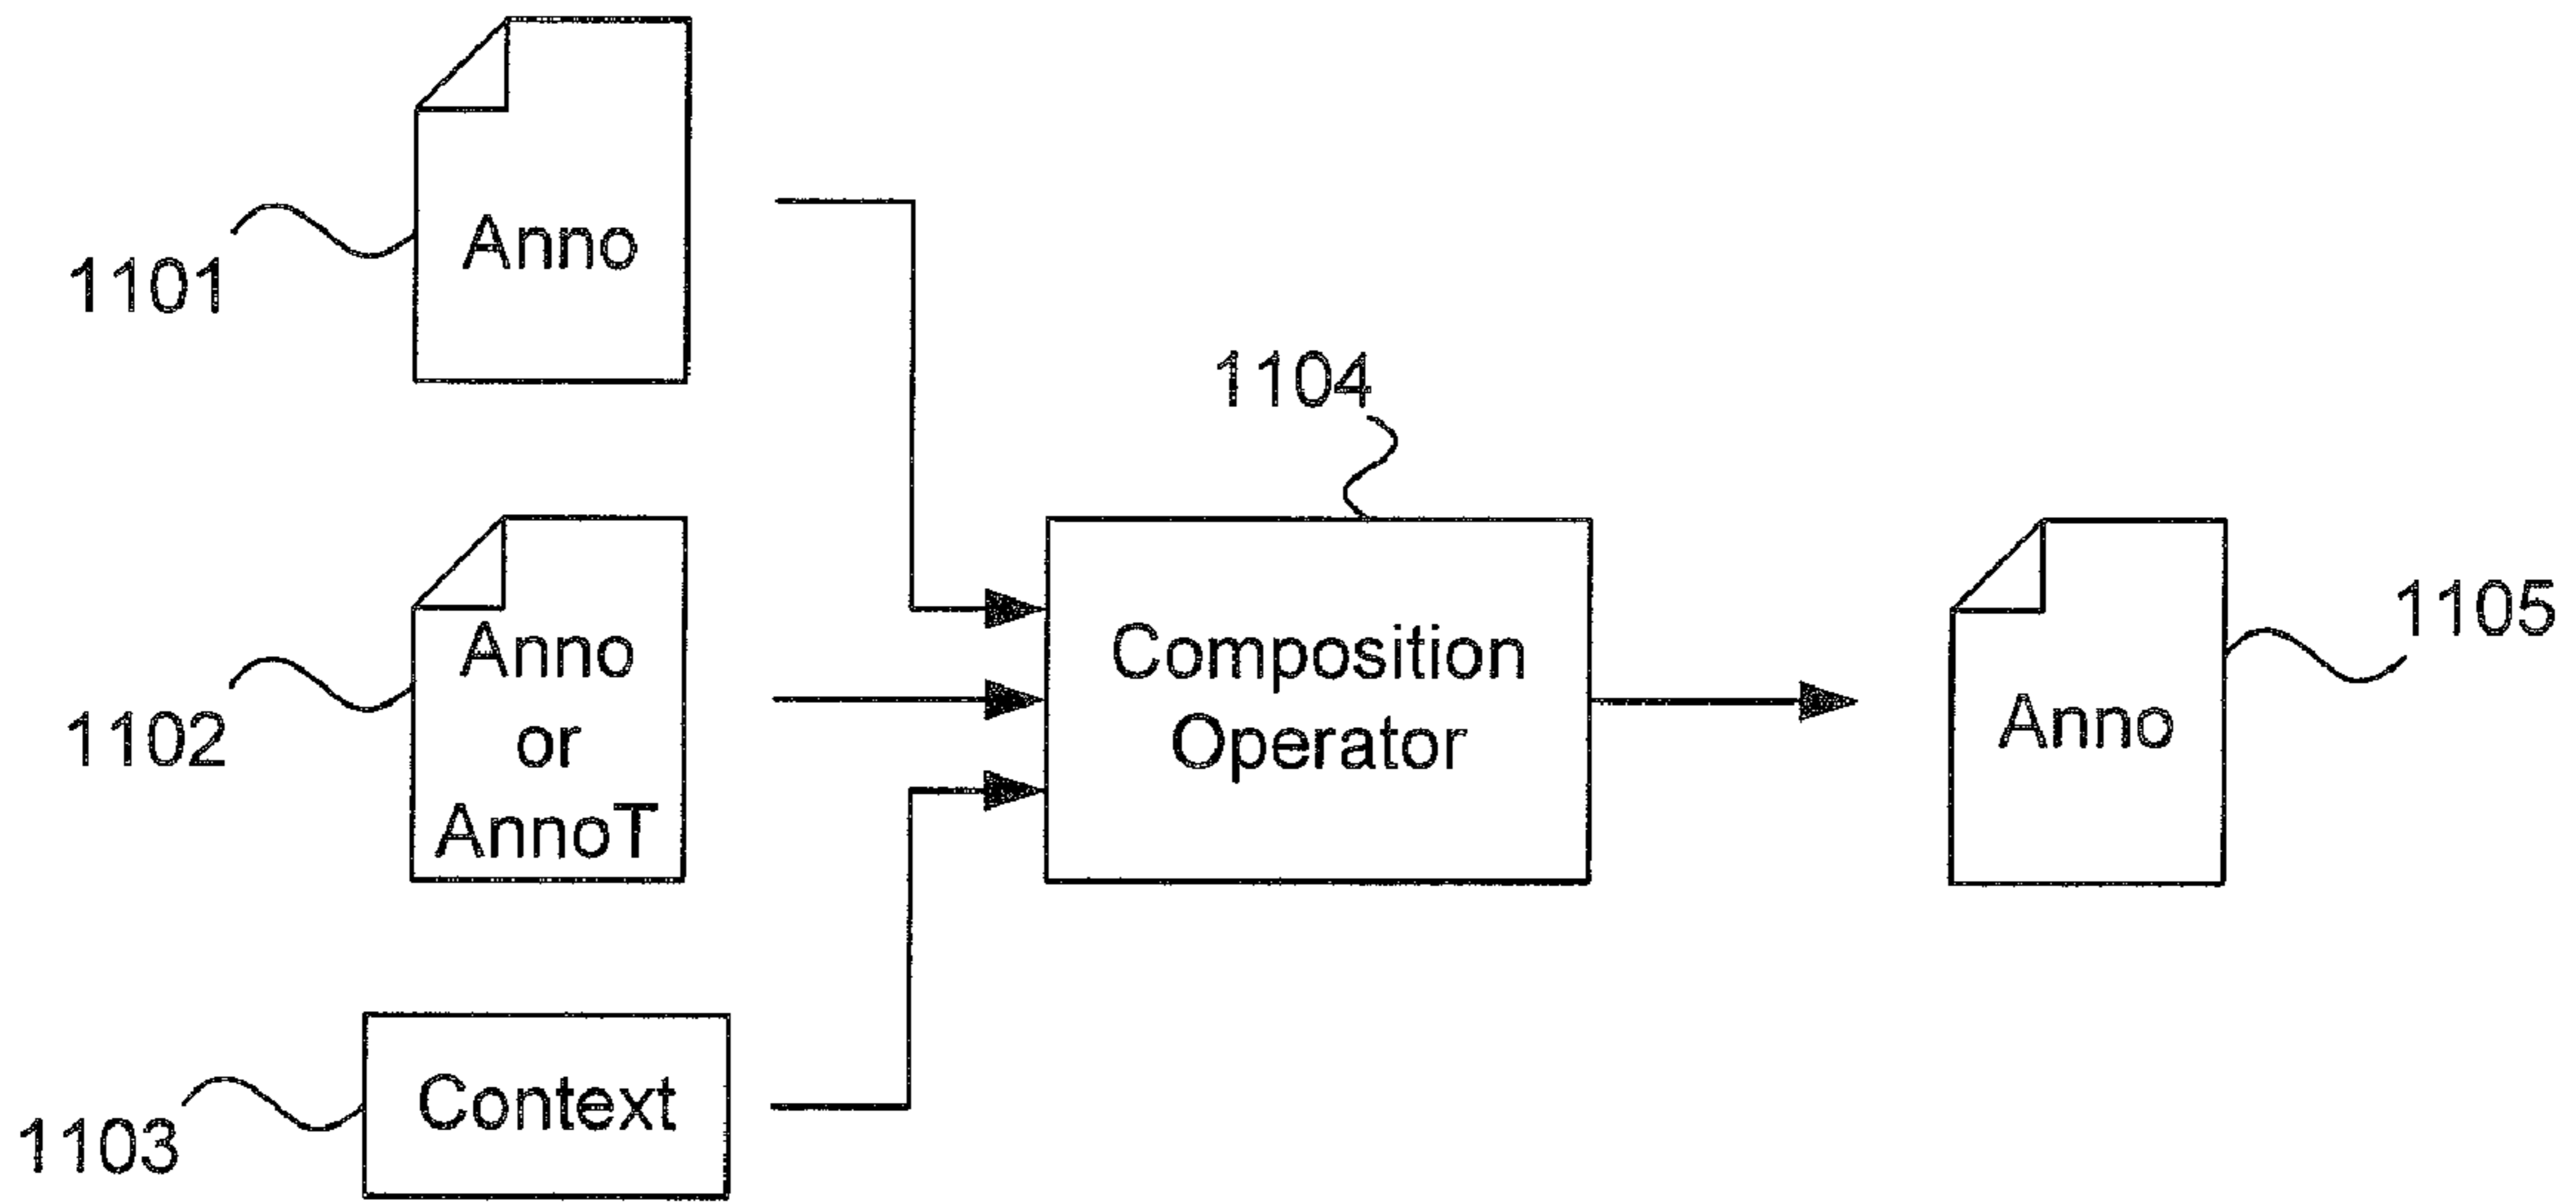 Anno
1101
1104
Anno
or
AnnoT
1102
Composition
Operator
Anno
1105
Context
1103